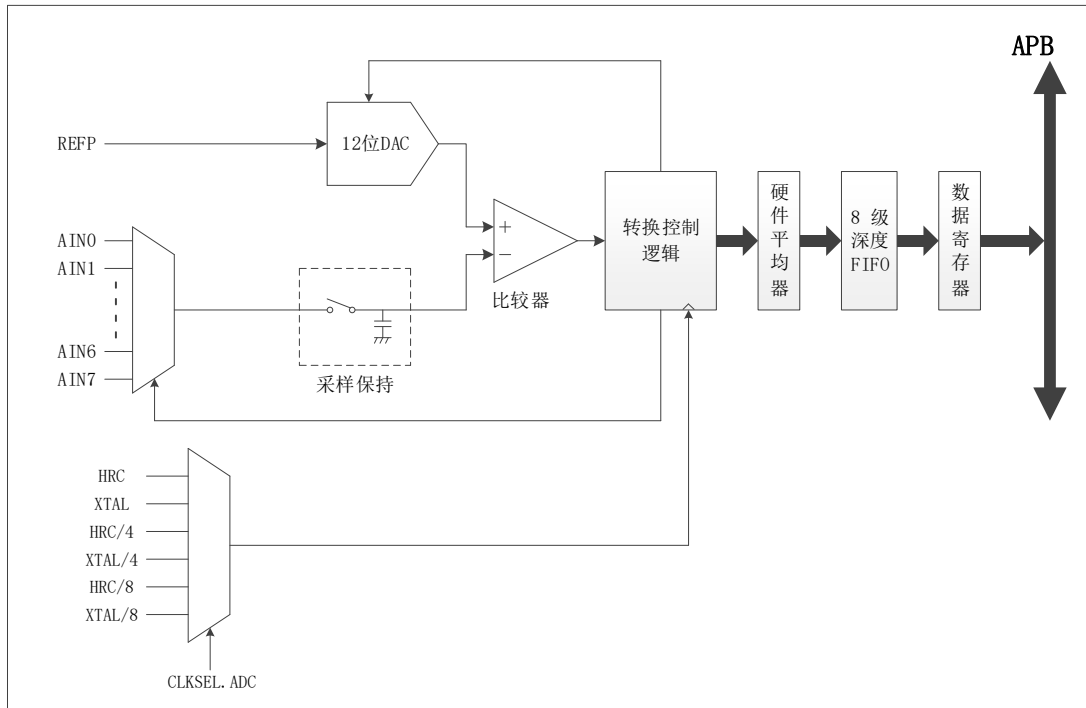 APB
REFP
12位DAC
AIN0
AIN1
AIN6
AIN7
+
−
比较器
采样保持
转换控制
逻辑
硬
件
平
均
器
8 级
深度
FIFO
数
据
寄
存
器
HRC
XTAL
HRC/4
XTAL/4
HRC/8
XTAL/8
CLKSEL.ADC